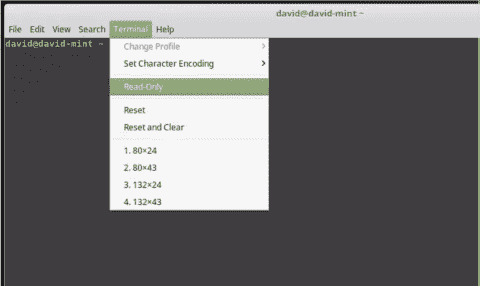 david@david-mint ~
File Edit View Search Terminal Help
david@david-mint ~
Change Profile
Set Character Encoding
Read-Only
Reset
Reset and Clear
1. 80×24
2. 80×43
3. 132×24
4. 132×43